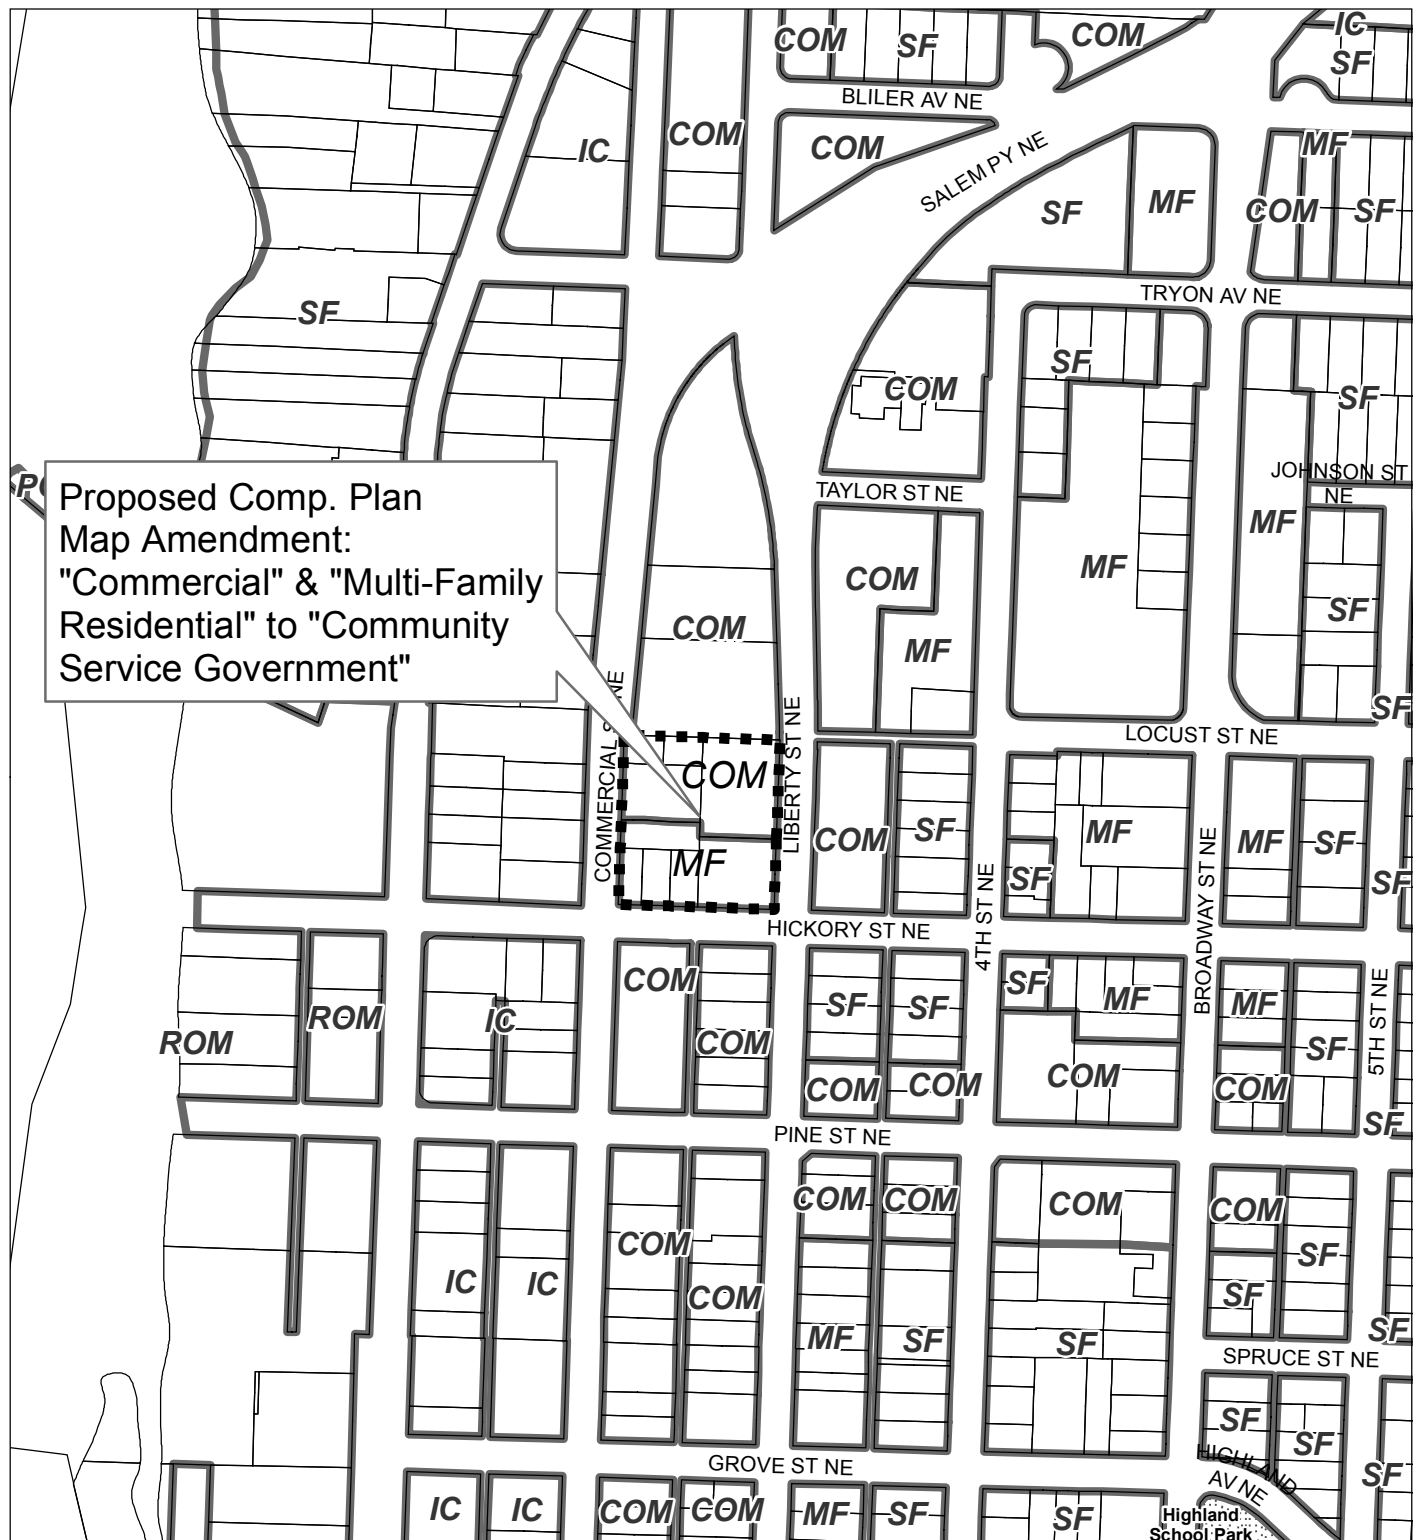 COM
SF
COM
IC
SF
BLILER AV NE
COM
IC
COM
SALEM PY NE
MF
SF
MF
COM
SF
TRYON AV NE
SF
SF
COM
SF
JOHNSON ST
NE
TAYLOR ST NE
Proposed Comp. Plan
Map Amendment:
"Commercial" & "Multi-Family
Residential" to "Community
Service Government"
MF
COM
MF
SF
COM
MF
SF
LOCUST ST NE
LIBERTY ST NE
COM
COM
SF
MF
MF
SF
MF
SF
SF
4TH ST NE
BROADWAY ST NE
HICKORY ST NE
COM
SF
MF
SF
SF
MF
ROM
IC
ROM
COM
SF
5TH ST NE
COM
COM
COM
COM
SF
PINE ST NE
COM
COM
COM
COM
COM
SF
IC
IC
COM
SF
MF
SF
SF
SF
SPRUCE ST NE
SF
SF
GROVE ST NE
HIGHLAND
AV NE
SF
IC
IC
COM
COM
MF
SF
SF
Highland
School Park